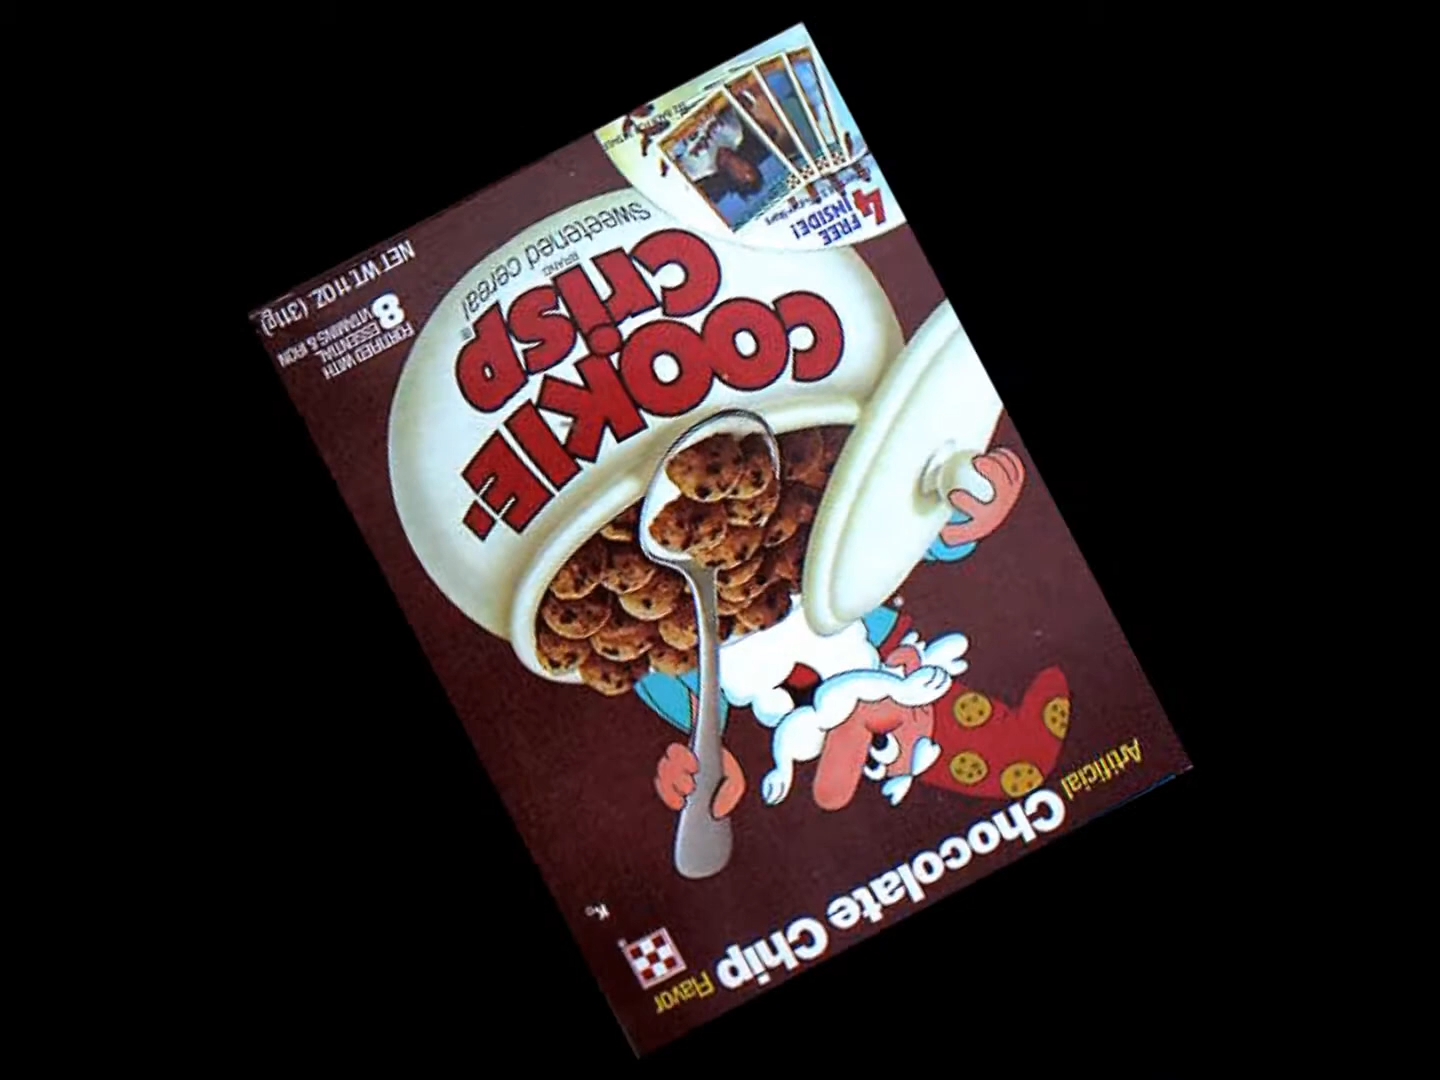 Artificial Chocolate Chip Flavor
K
COOKIE-
crisp
BRAND
sweetened cereal
4 FREE
INSIDE!
FORTIFIED WITH
8 ESSENTIAL
VITAMINS & IRON
NET WT. 11 OZ. (311g)